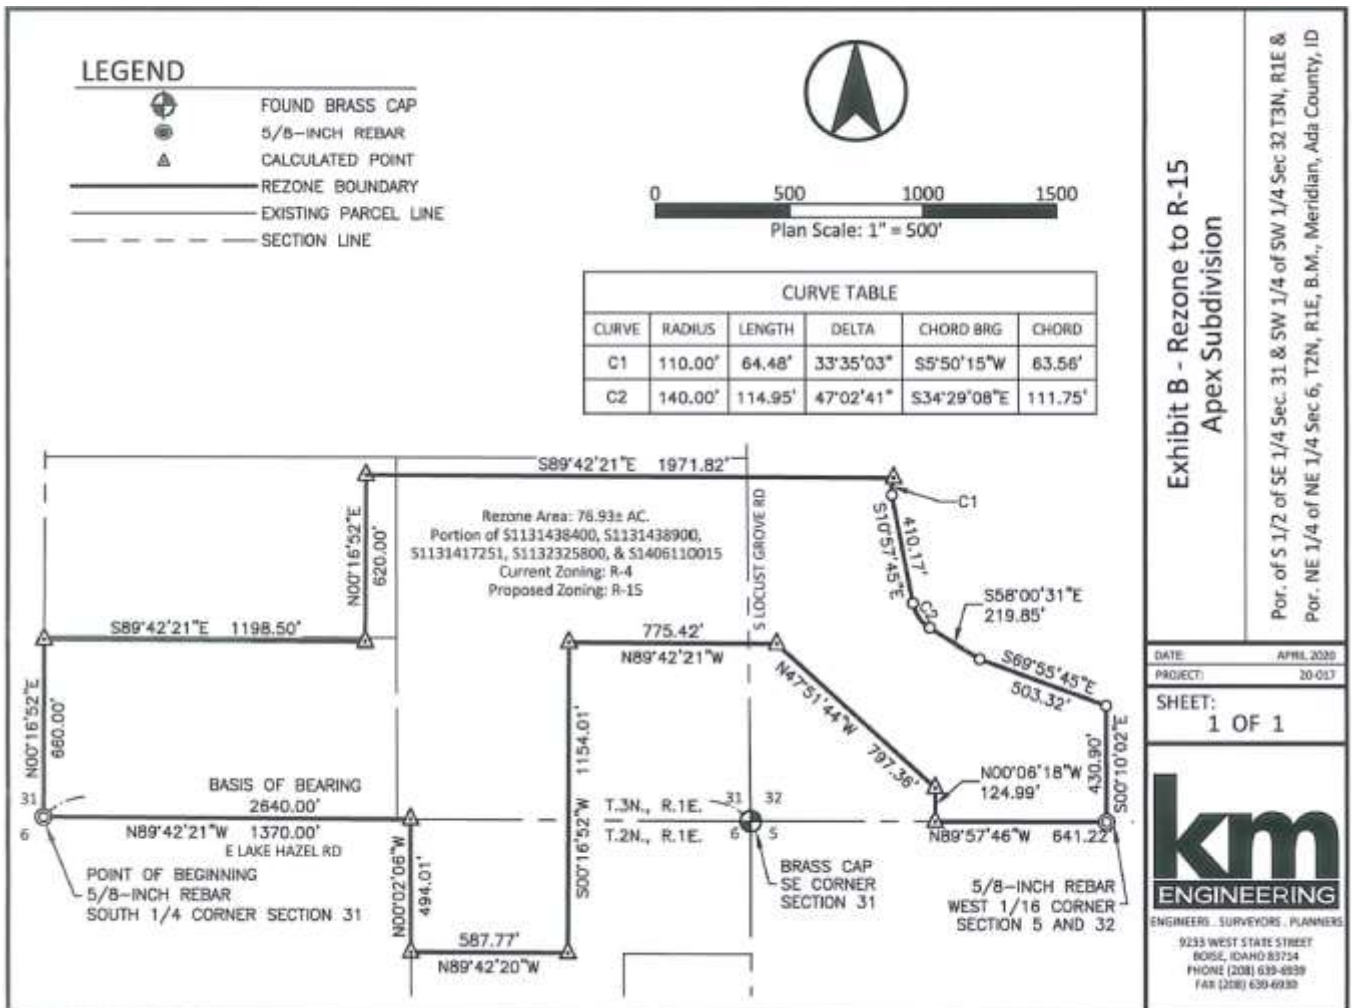 LEGEND
FOUND BRASS CAP
5/8-INCH REBAR
CALCULATED POINT
REZONE BOUNDARY
EXISTING PARCEL LINE
SECTION LINE
0 500 1000 1500
Plan Scale: 1" = 500'
CURVE TABLE
CURVE RADIUS LENGTH DELTA CHORD BRG CHORD
C1 110.00' 64.48' 33°35'03" S5°50'15"W 63.56'
C2 140.00' 114.95' 47°02'41" S34°29'08"E 111.75'
S89°42'21"E 1971.82'
C1
N00°16'52"E
620.00'
Rezone Area: 76.93± AC.
Portion of S1131438400, S1131438900,
S1131417251, S1132325800, & S1406110015
Current Zoning: R-4
Proposed Zoning: R-15
S LOCUST GROVE RD
410.17'
S10°57'45"E
C2
S58°00'31"E
219.85'
S89°42'21"E 1198.50'
775.42'
N89°42'21"W
S69°55'45"E
503.32'
N00°16'52"E
660.00'
N47°51'44"W
797.36'
S00°16'52"W 1154.01'
430.90'
S00°10'02"E
N00°06'18"W
124.99'
BASIS OF BEARING
2640.00'
N89°42'21"W 1370.00'
E LAKE HAZEL RD
31
6
T.3N., R.1E.
T.2N., R.1E.
31 32
6 5
N89°57'46"W 641.22'
POINT OF BEGINNING
5/8-INCH REBAR
SOUTH 1/4 CORNER SECTION 31
N00°02'06"W
494.01'
587.77'
N89°42'20"W
BRASS CAP
SE CORNER
SECTION 31
5/8-INCH REBAR
WEST 1/16 CORNER
SECTION 5 AND 32
Exhibit B - Rezone to R-15
Apex Subdivision
Por. of S 1/2 of SE 1/4 Sec. 31 & SW 1/4 of SW 1/4 Sec 32 T3N, R1E &
Por. NE 1/4 of NE 1/4 Sec 6, T2N, R1E, B.M., Meridian, Ada County, ID
DATE: APRIL 2020
PROJECT: 20-017
SHEET:
1 OF 1
km
ENGINEERING
ENGINEERS . SURVEYORS . PLANNERS
9233 WEST STATE STREET
BOISE, IDAHO 83714
PHONE (208) 639-6939
FAX (208) 639-6930